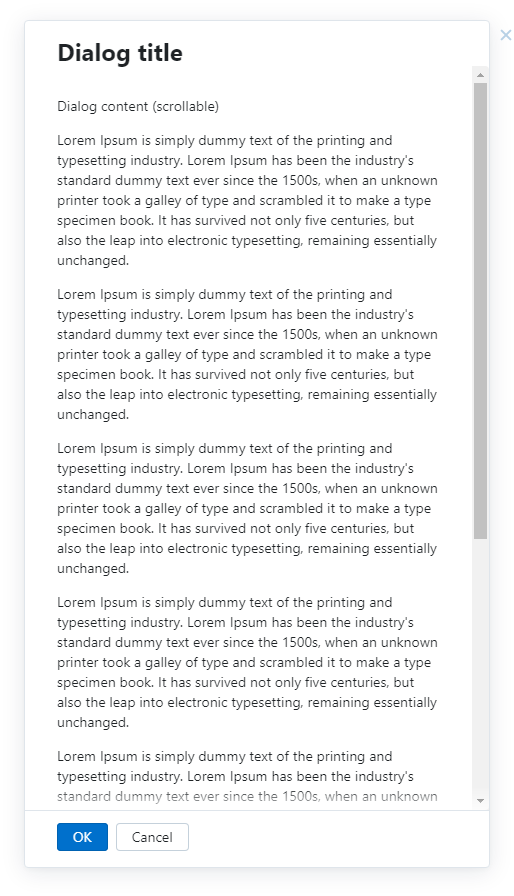 Dialog title
Dialog content (scrollable)
Lorem Ipsum is simply dummy text of the printing and
typesetting industry. Lorem Ipsum has been the industry's
standard dummy text ever since the 1500s, when an unknown
printer took a galley of type and scrambled it to make a type
specimen book. It has survived not only five centuries, but
also the leap into electronic typesetting, remaining essentially
unchanged.
Lorem Ipsum is simply dummy text of the printing and
typesetting industry. Lorem Ipsum has been the industry's
standard dummy text ever since the 1500s, when an unknown
printer took a galley of type and scrambled it to make a type
specimen book. It has survived not only five centuries, but
also the leap into electronic typesetting, remaining essentially
unchanged.
Lorem Ipsum is simply dummy text of the printing and
typesetting industry. Lorem Ipsum has been the industry's
standard dummy text ever since the 1500s, when an unknown
printer took a galley of type and scrambled it to make a type
specimen book. It has survived not only five centuries, but
also the leap into electronic typesetting, remaining essentially
unchanged.
Lorem Ipsum is simply dummy text of the printing and
typesetting industry. Lorem Ipsum has been the industry's
standard dummy text ever since the 1500s, when an unknown
printer took a galley of type and scrambled it to make a type
specimen book. It has survived not only five centuries, but
also the leap into electronic typesetting, remaining essentially
unchanged.
Lorem Ipsum is simply dummy text of the printing and
typesetting industry. Lorem Ipsum has been the industry's
standard dummy text ever since the 1500s, when an unknown
OK Cancel